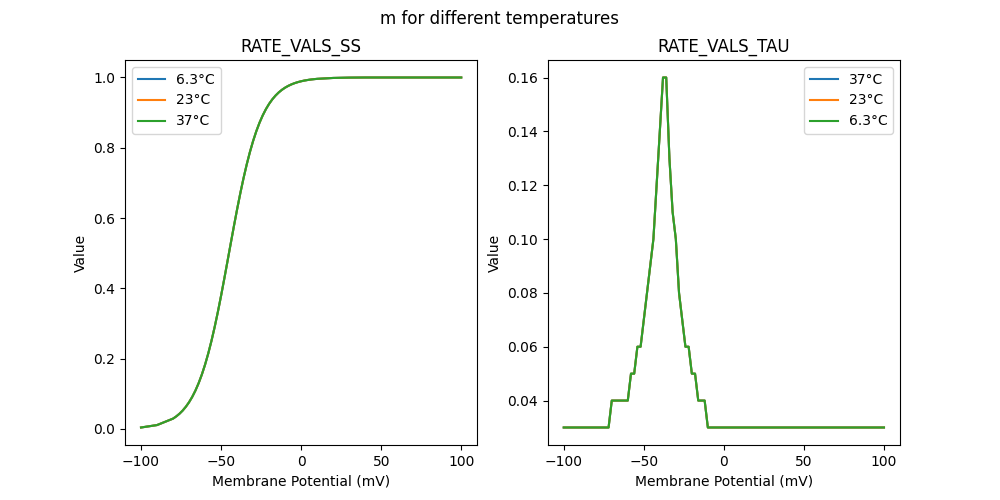 m for different temperatures
RATE_VALS_SS
1.0
0.8
0.6
0.4
0.2
0.0
Value
6.3°C
23°C
37°C
−100
−50
0
50
100
Membrane Potential (mV)
RATE_VALS_TAU
0.16
0.14
0.12
0.10
0.08
0.06
0.04
Value
37°C
23°C
6.3°C
−100
−50
0
50
100
Membrane Potential (mV)